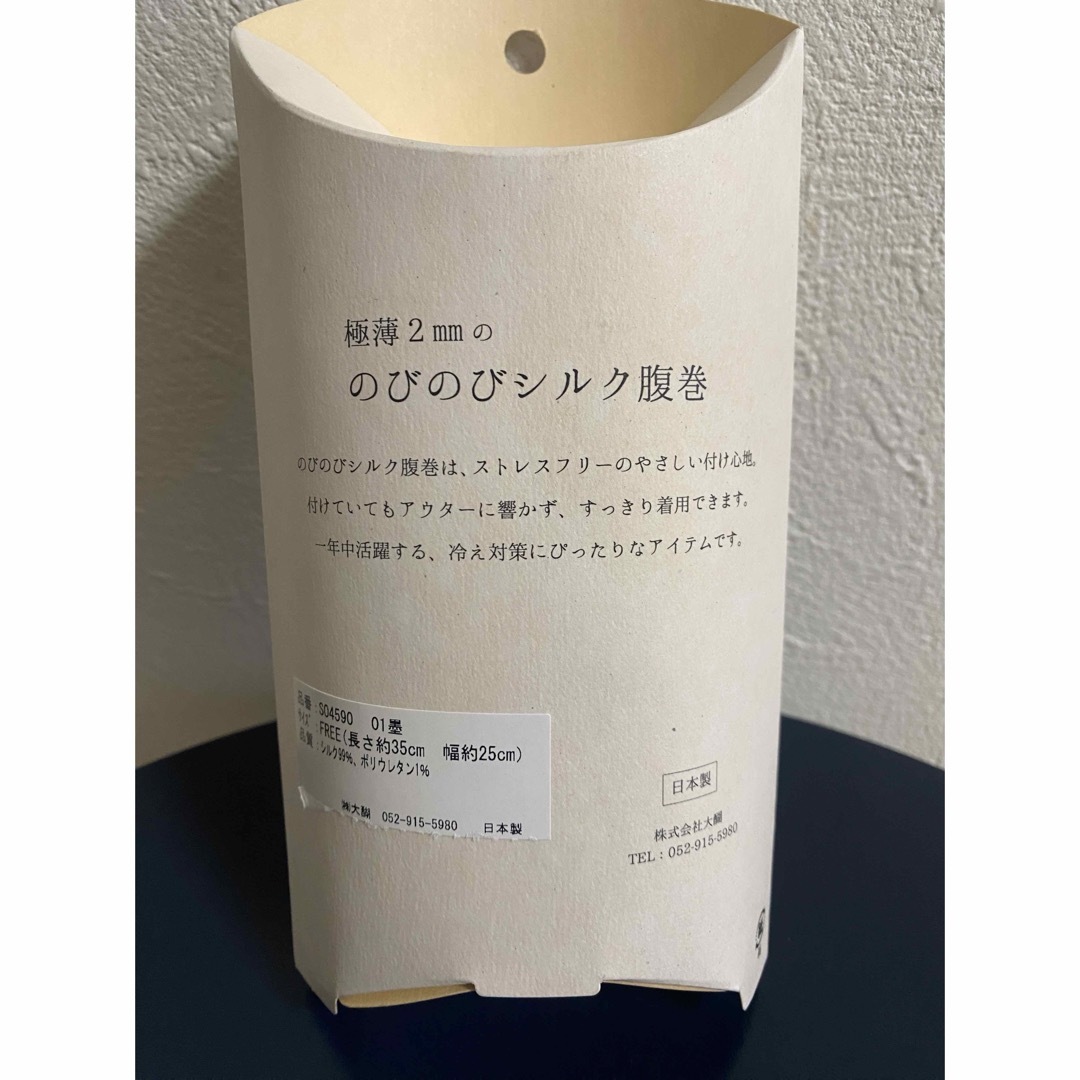 極薄２㎜の
のびのびシルク腹巻
のびのびシルク腹巻は、ストレスフリーのやさしい付け心地。
付けていてもアウターに響かず、すっきり着用できます。
一年中活躍する、冷え対策にぴったりなアイテムです。
品番：SO4590　01墨
ｻｲｽﾞ：FREE(長さ約35cm　幅約25cm)
品質：シルク99%、ポリウレタン1%
㈱大醐　052-915-5980　日本製
日本製
株式会社大醐
TEL：052-915-5980